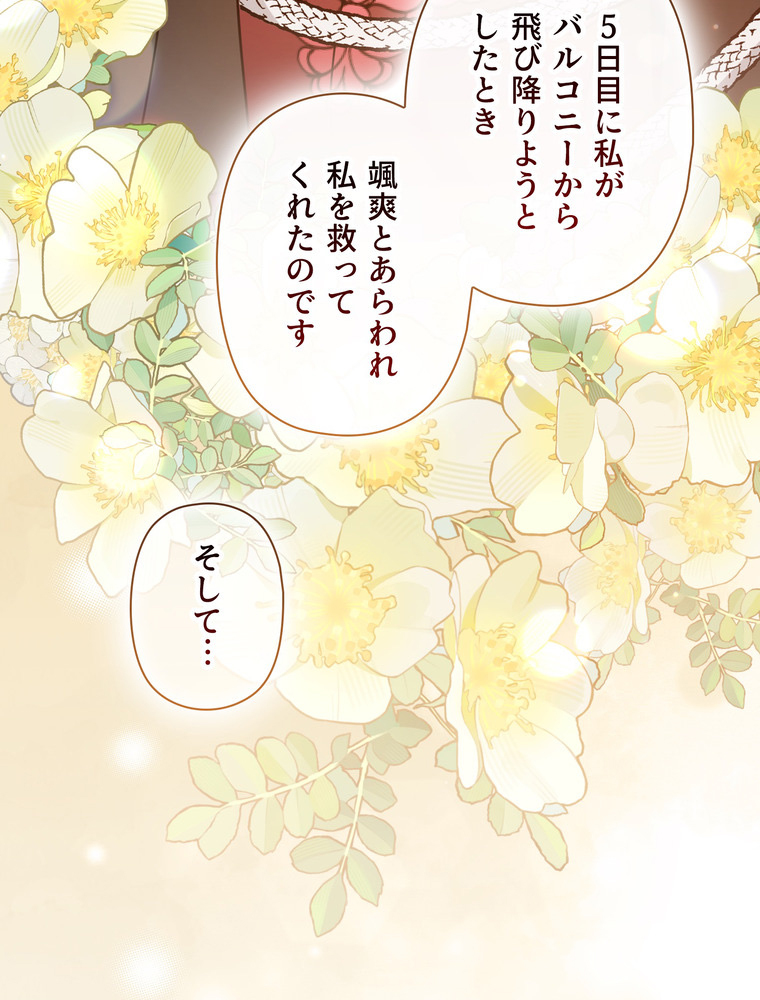 5日目に私が
バルコニーから
飛び降りようと
したとき
颯爽とあらわれ
私を救って
くれたのです
そして…